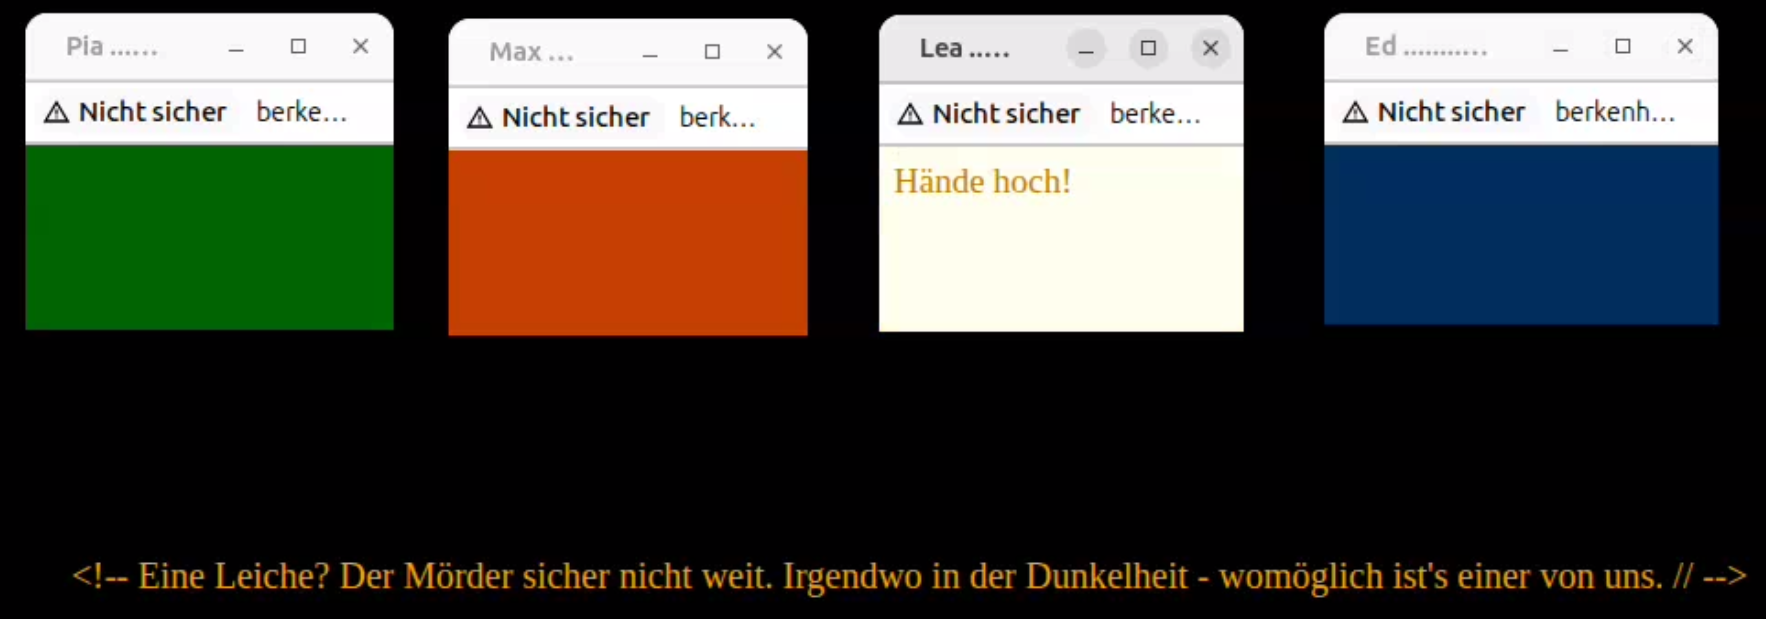 Pia ......
Max ...
Lea .....
Ed ...........
Nicht sicher berke...
Nicht sicher berk...
Nicht sicher berke...
Nicht sicher berkenh...
Hände hoch!
<!-- Eine Leiche? Der Mörder sicher nicht weit. Irgendwo in der Dunkelheit - womöglich ist's einer von uns. // -->